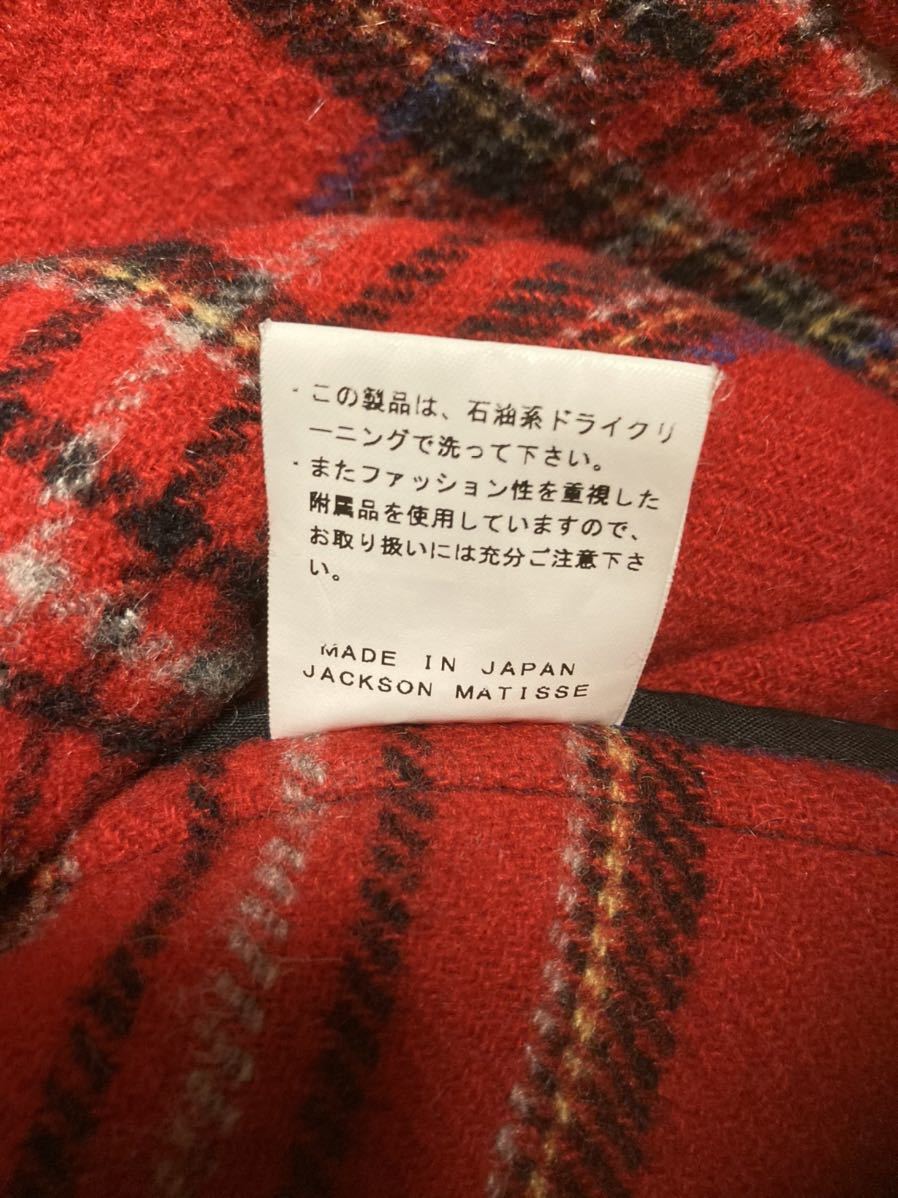 ・この製品は、石油系ドライクリ
ーニングで洗って下さい。
・またファッション性を重視した
附属品を使用していますので、
お取り扱いには充分ご注意下さ
い。
MADE IN JAPAN
JACKSON MATISSE